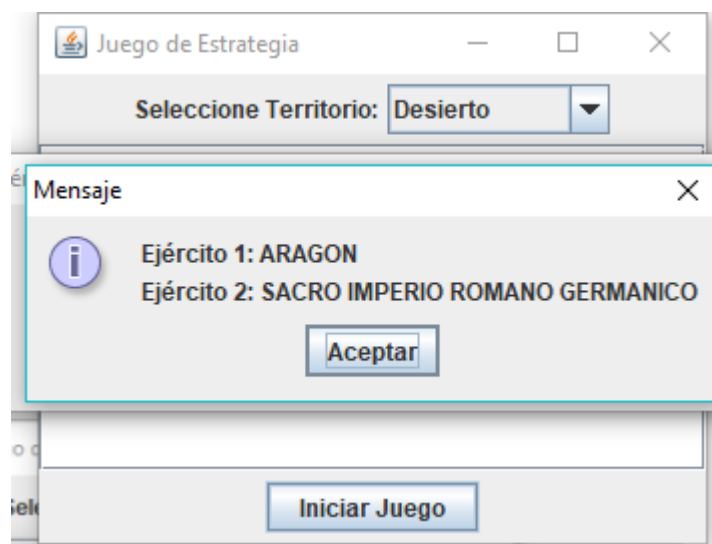 Juego de Estrategia
Seleccione Territorio: Desierto
Mensaje
Ejército 1: ARAGON
Ejército 2: SACRO IMPERIO ROMANO GERMANICO
Aceptar
Iniciar Juego